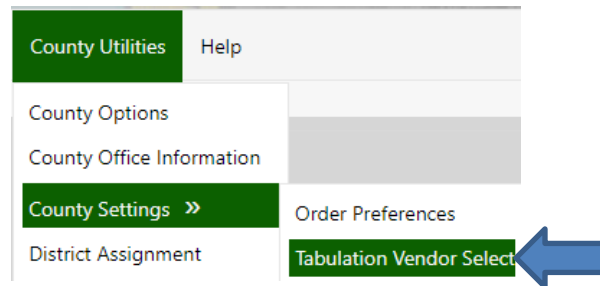 County Utilities Help
County Options
County Office Information
County Settings »
Order Preferences
District Assignment
Tabulation Vendor Select